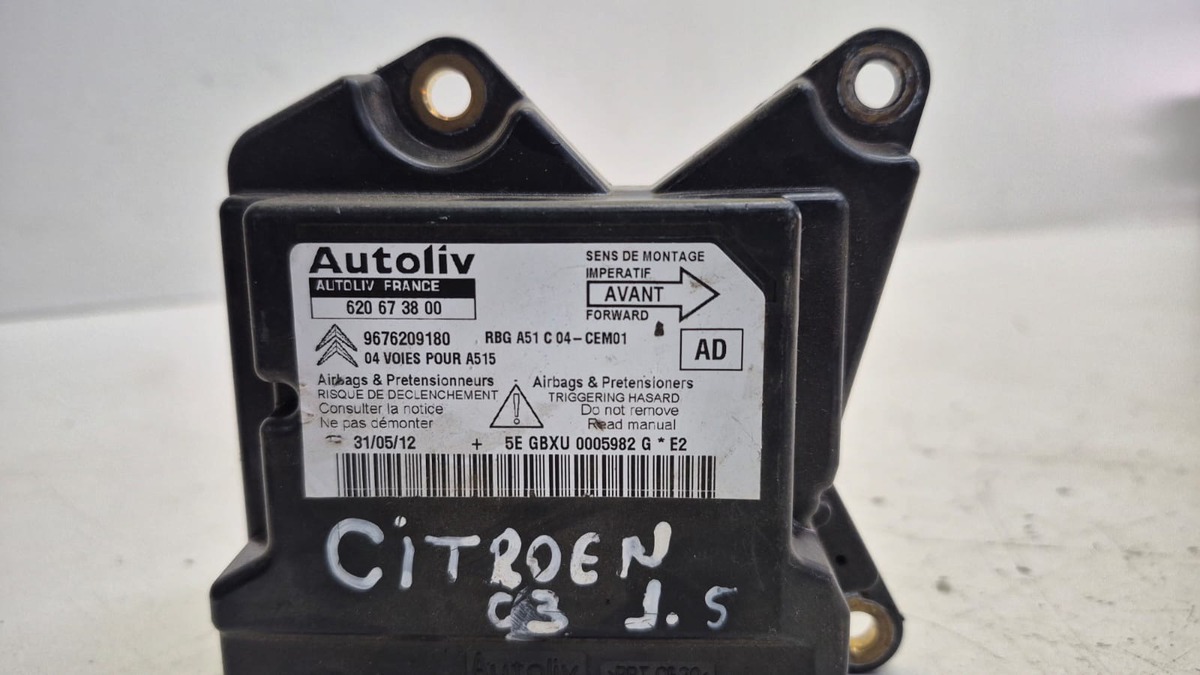 Autoliv
AUTOLIV FRANCE
620 67 38 00
SENS DE MONTAGE
IMPERATIF
AVANT
FORWARD
9676209180 RBG A51 C 04-CEM01
04 VOIES POUR A515
AD
Airbags & Pretensionneurs
RISQUE DE DECLENCHEMENT
Consulter la notice
Ne pas démonter
Airbags & Pretensioners
TRIGGERING HASARD
Do not remove
Read manual
31/05/12 + 5E GBXU 0005982 G * E2
CiTROEN
C3 1.5
Autoliv